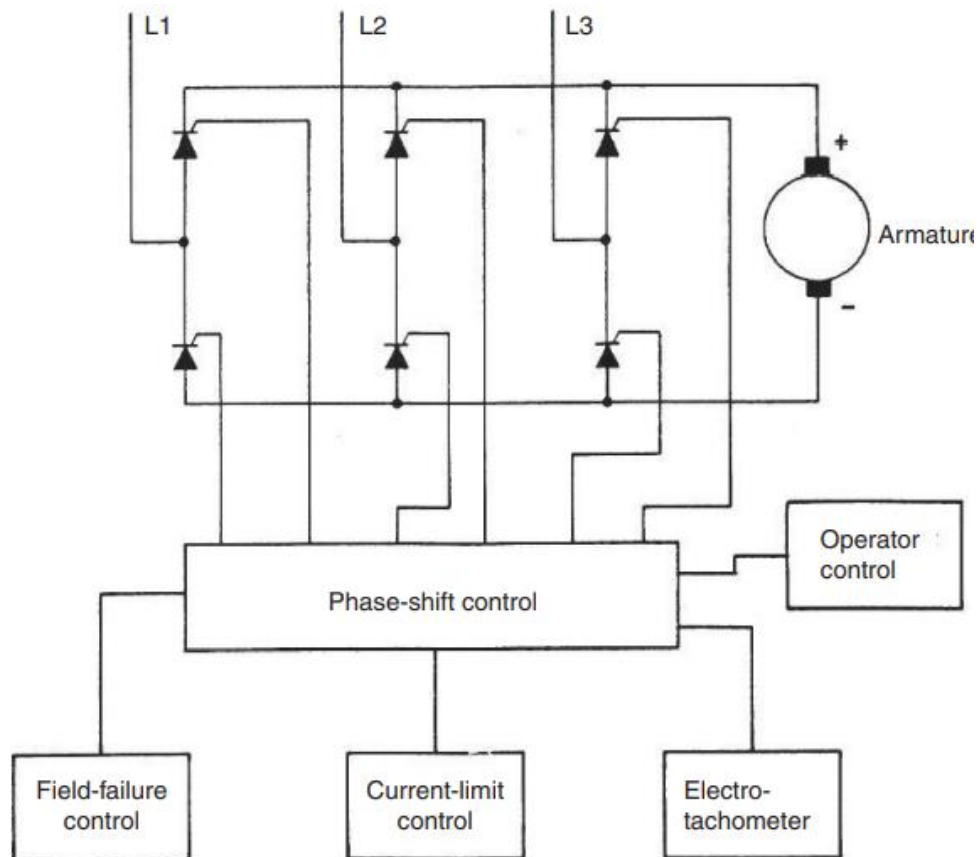 L1
L2
L3
+
Armature
-
Operator
control
Phase-shift control
Field-failure
control
Current-limit
control
Electro-
tachometer